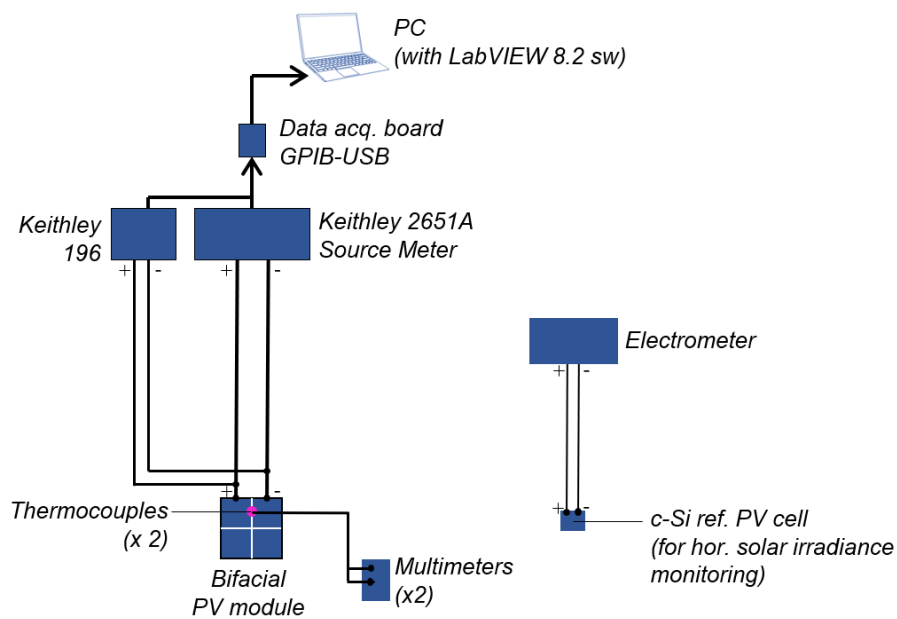 PC
(with LabVIEW 8.2 sw)
Data acq. board
GPIB-USB
Keithley
196
Keithley 2651A
Source Meter
+ -
+ -
Electrometer
+ -
+ -
Thermocouples
(x 2)
Bifacial
PV module
Multimeters
(x2)
+ -
c-Si ref. PV cell
(for hor. solar irradiance
monitoring)